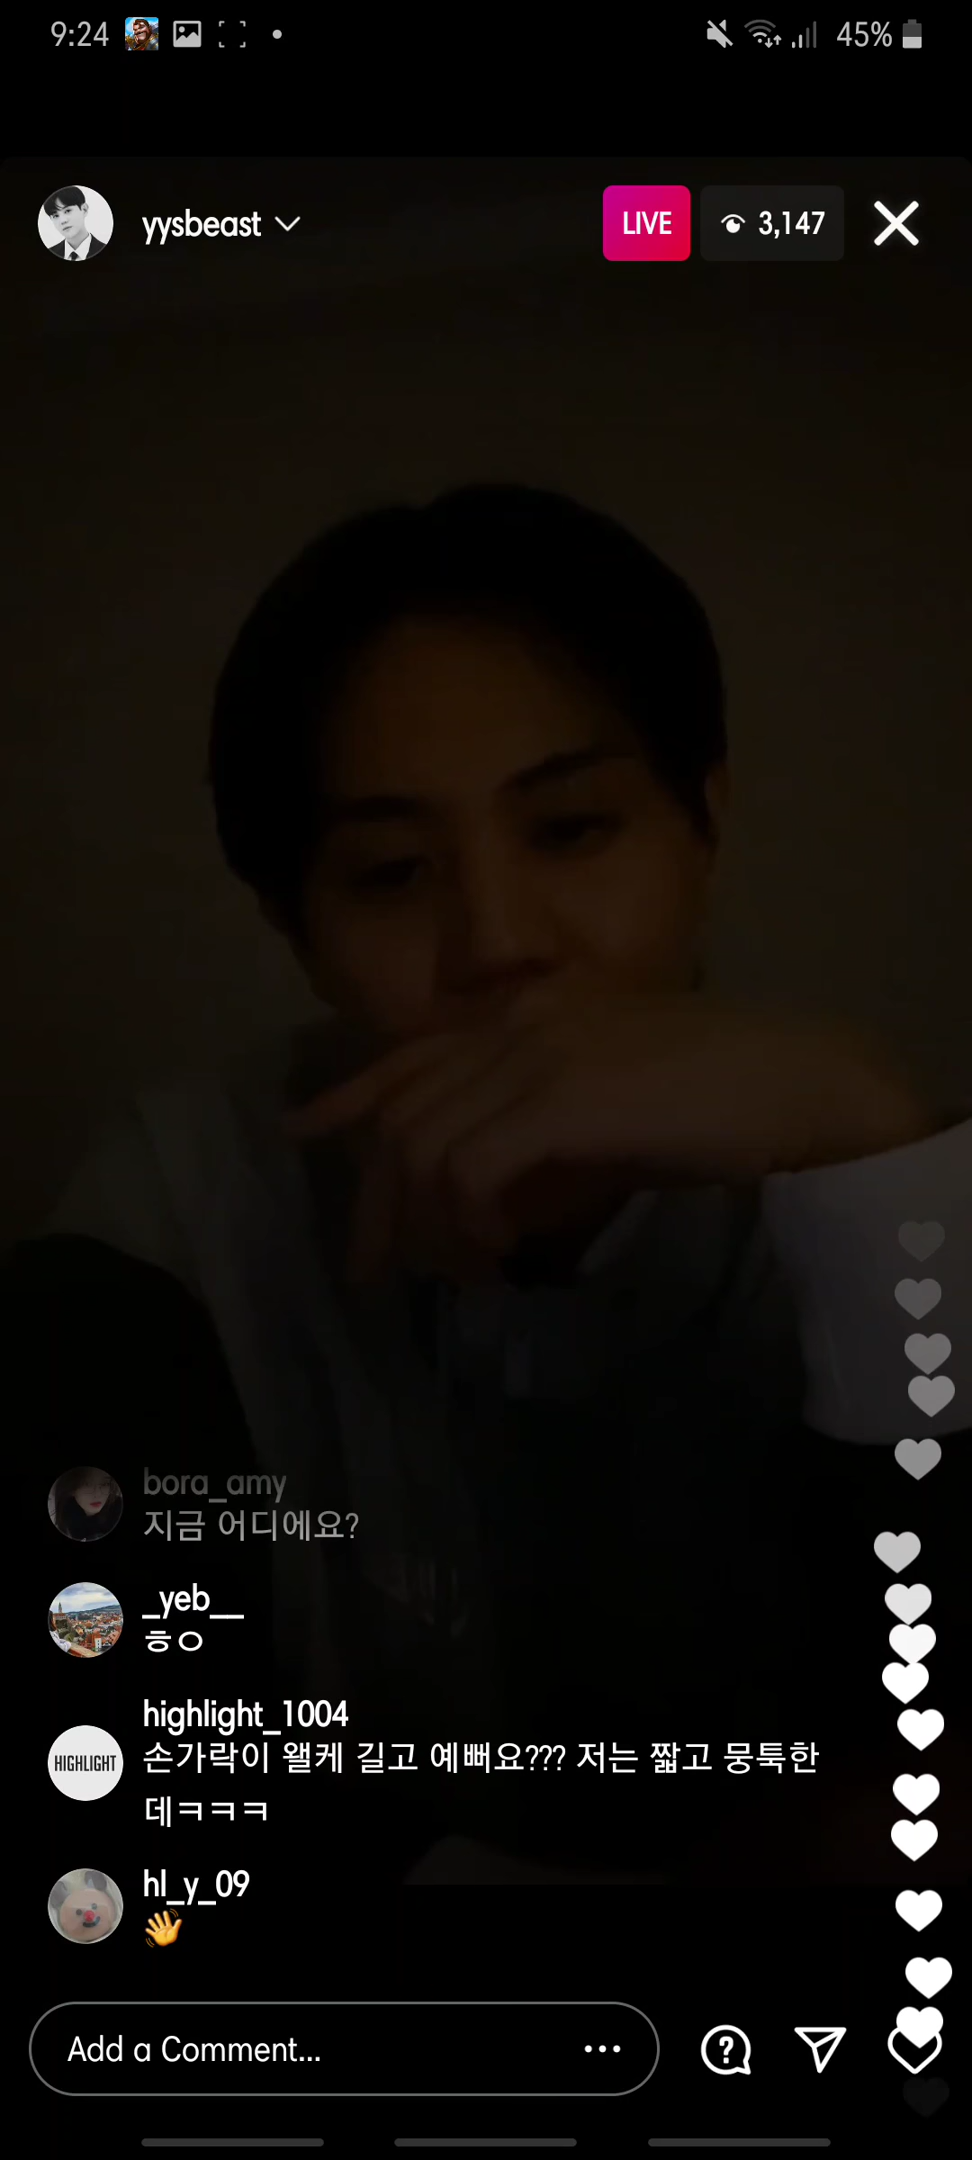 9:24
45%
yysbeast
LIVE
3,147
bora_amy
지금 어디에요?
_yeb__
ㅎㅇ
highlight_1004
HIGHLIGHT
손가락이 왤케 길고 예뻐요??? 저는 짧고 뭉툭한
데ㅋㅋㅋ
hl_y_09
Add a Comment...